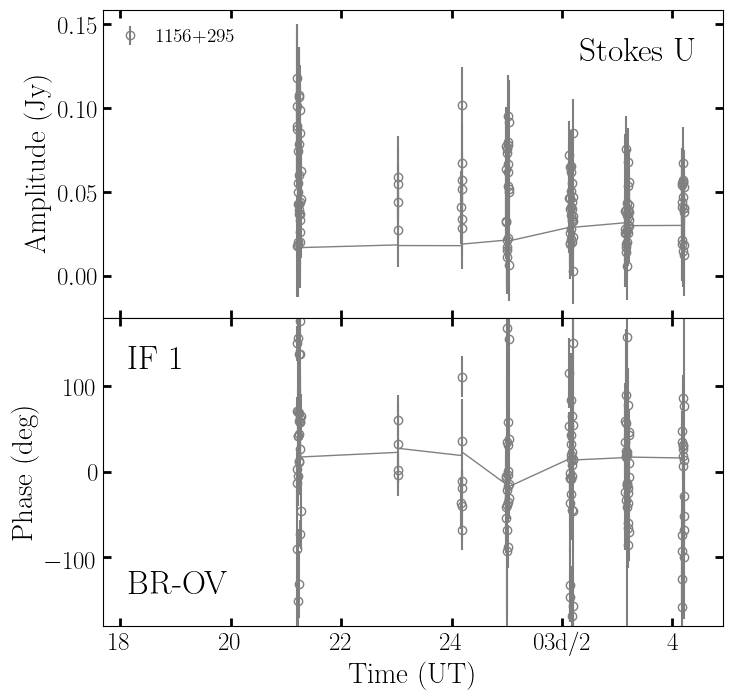 0.15
1156+295
Stokes U
0.10
0.05
0.00
Amplitude (Jy)
IF 1
100
0
−100
Phase (deg)
BR-OV
18 20 22 24 03d/2 4
Time (UT)